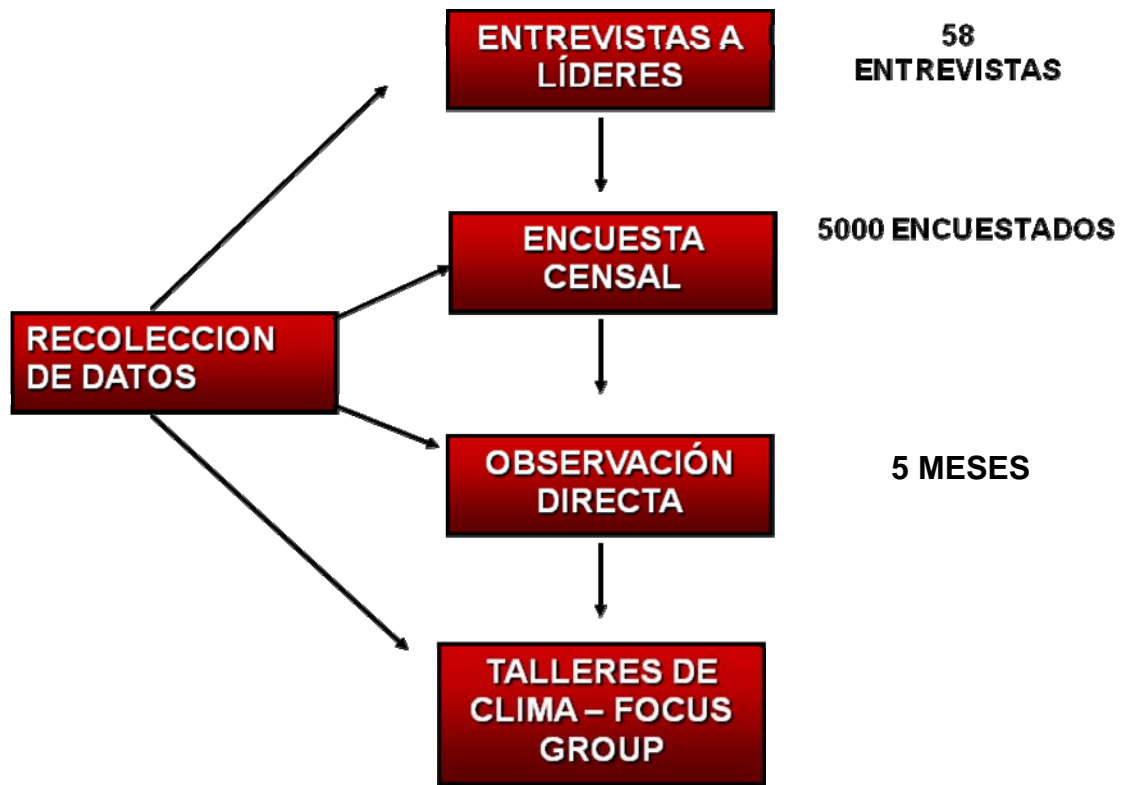 ENTREVISTAS A
LÍDERES
58
ENTREVISTAS
ENCUESTA
CENSAL
5000 ENCUESTADOS
RECOLECCION
DE DATOS
OBSERVACIÓN
DIRECTA
5 MESES
TALLERES DE
CLIMA – FOCUS
GROUP